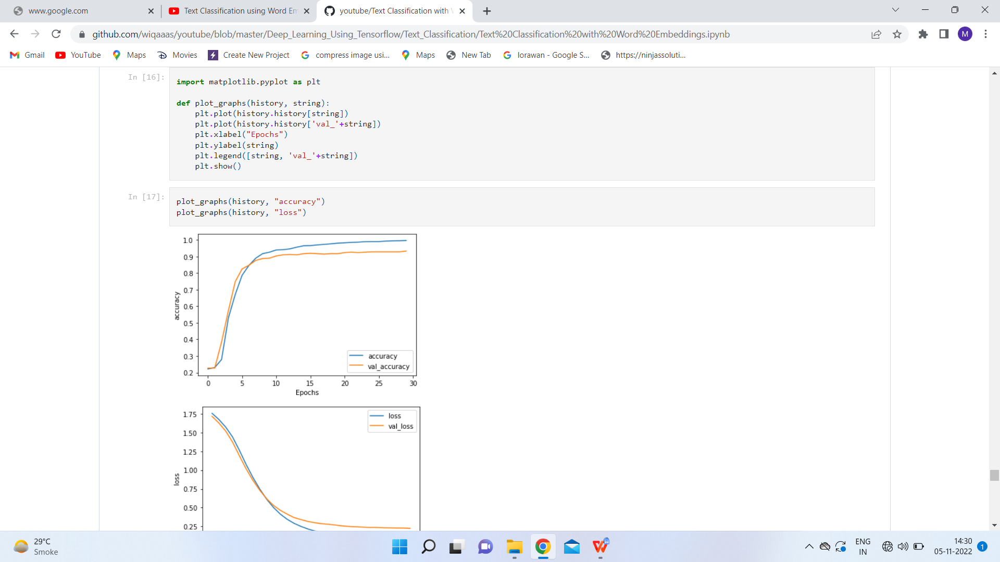 www.google.com
Text Classification using Word Em
youtube/Text Classification with W
github.com/wiqaaas/youtube/blob/master/Deep_Learning_Using_Tensorflow/Text_Classification/Text%20Classification%20with%20Word%20Embeddings.ipynb
M
Gmail
YouTube
Maps
Movies
Create New Project
compress image usi...
Maps
New Tab
lorawan - Google S...
https://ninjassoluti...
In [16]:
import matplotlib.pyplot as plt
def plot_graphs(history, string):
    plt.plot(history.history[string])
    plt.plot(history.history['val_'+string])
    plt.xlabel("Epochs")
    plt.ylabel(string)
    plt.legend([string, 'val_'+string])
    plt.show()
In [17]:
plot_graphs(history, "accuracy")
plot_graphs(history, "loss")
1.0
0.9
0.8
0.7
0.6
0.5
0.4
0.3
0.2
accuracy
accuracy
val_accuracy
0 5 10 15 20 25 30
Epochs
1.75
1.50
1.25
1.00
0.75
0.50
0.25
loss
loss
val_loss
29°C
Smoke
ENG
IN
14:30
05-11-2022
1